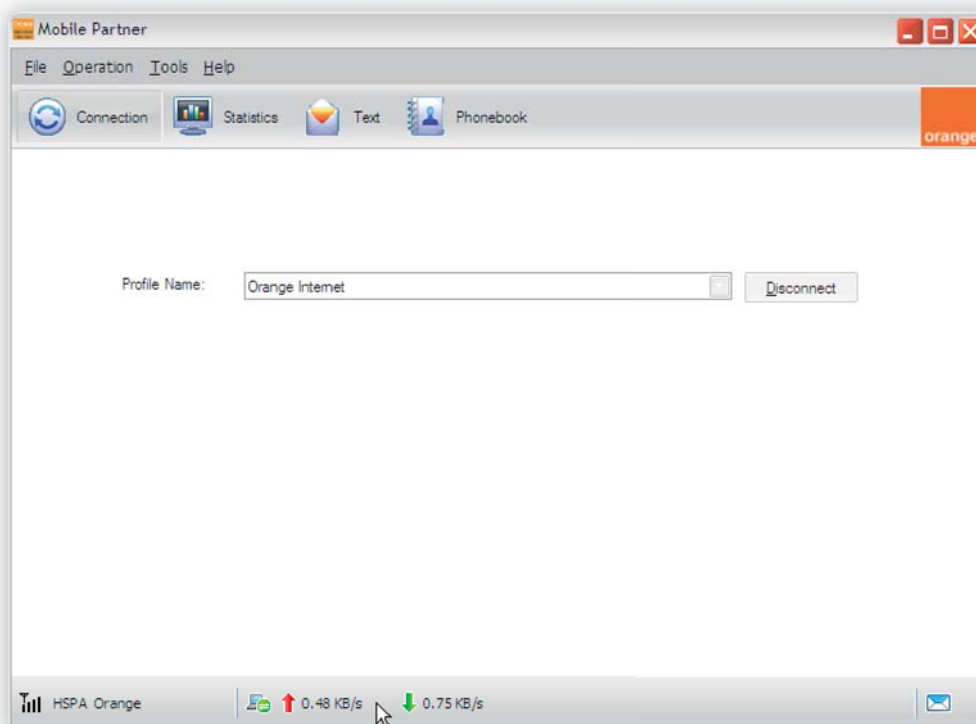 Mobile Partner
File Operation Tools Help
Connection Statistics Text Phonebook
orange
Profile Name: Orange Internet Disconnect
HSPA Orange 0.48 KB/s 0.75 KB/s